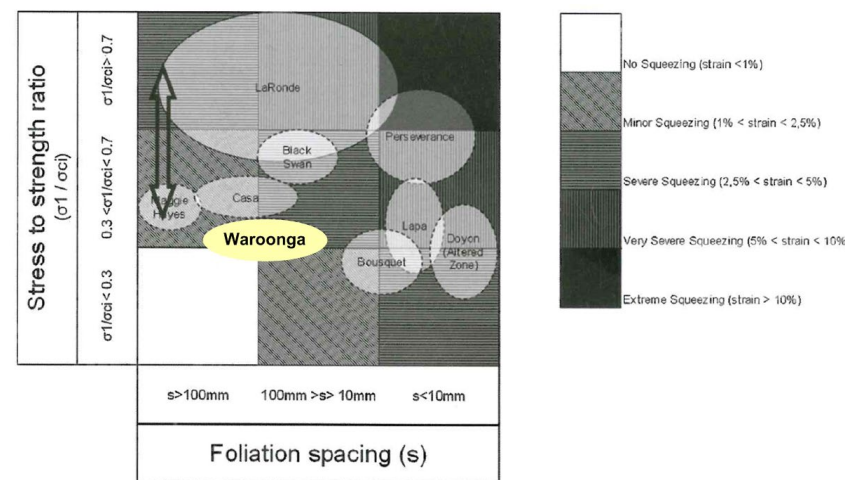 Stress to strength ratio
(σ1 / σci)
σ1/σci> 0.7
0.3 <σ1/σci< 0.7
σ1/σci< 0.3
LaRonde
Perseverance
Black
Swan
Maggie
Hayes
Casa
Lapa
Waroonga
Doyon
(Altered
Zone)
Bousquet
s>100mm
100mm >s> 10mm
s<10mm
Foliation spacing (s)
No Squeezing (strain <1%)
Minor Squeezing (1% < strain < 2,5%)
Severe Squeezing (2,5% < strain < 5%)
Very Severe Squeezing (5% < strain < 10%
Extreme Squeezing (strain > 10%)